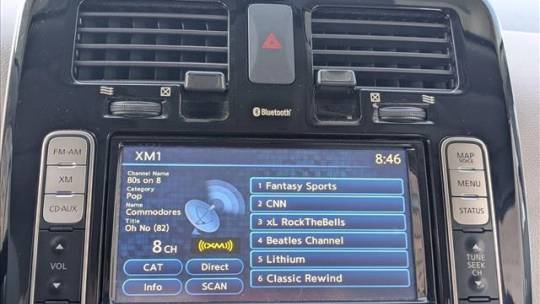 Bluetooth
FM-AM
XM
CD·AUX
VOL
XM1
8:46
Channel Name
80s on 8
Category
Pop
Name
Commodores
Title
Oh No (82)
8 CH
((XM))
CAT
Direct
Info
SCAN
1 Fantasy Sports
2 CNN
3 xL RockTheBells
4 Beatles Channel
5 Lithium
6 Classic Rewind
MAP
VOICE
MENU
STATUS
TUNE
SEEK
CH